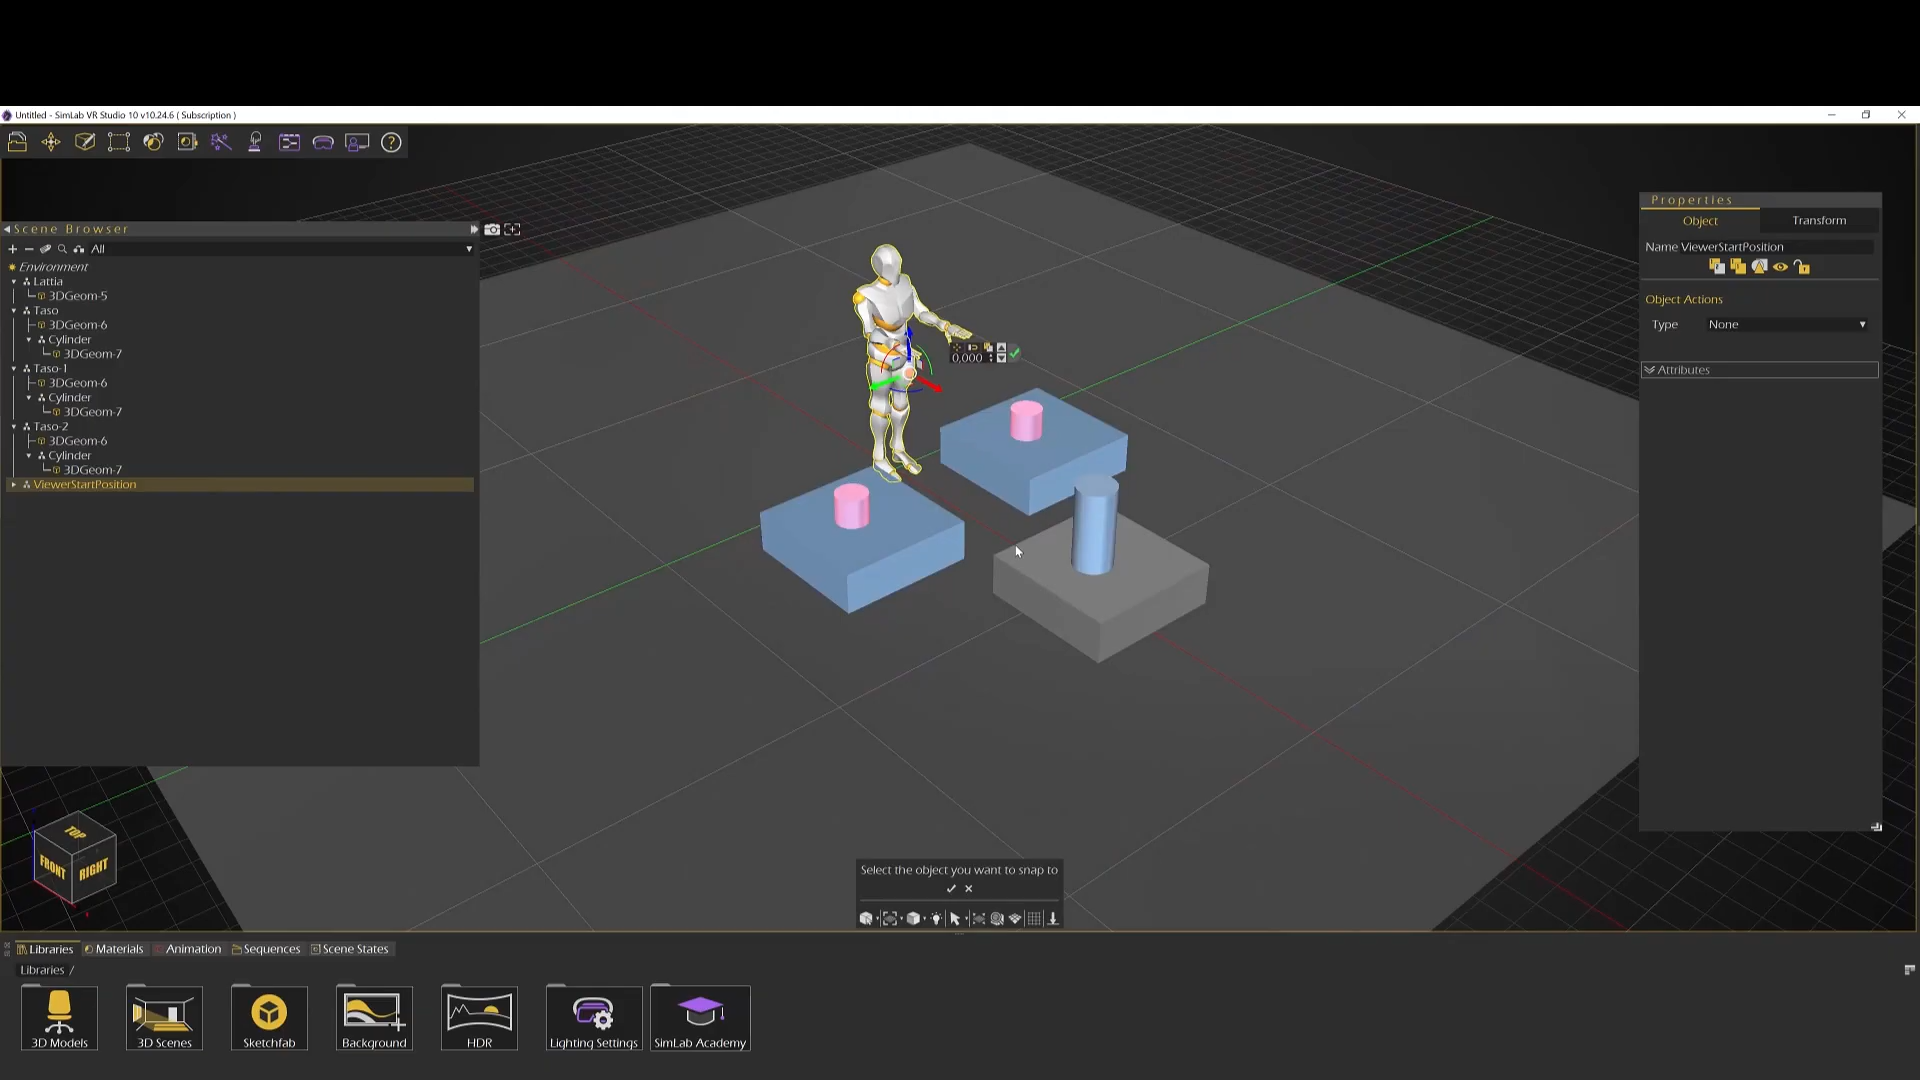 Untitled - SimLab VR Studio 10 v10.24.6 ( Subscription )
Scene Browser
All
Environment
Lattia
3DGeom-5
Taso
3DGeom-6
Cylinder
3DGeom-7
Taso-1
3DGeom-6
Cylinder
3DGeom-7
Taso-2
3DGeom-6
Cylinder
3DGeom-7
ViewerStartPosition
0,000
Properties
Object Transform
Name ViewerStartPosition
Object Actions
Type None
Attributes
TOP
FRONT RIGHT
Select the object you want to snap to
Libraries Materials Animation Sequences Scene States
Libraries /
3D Models 3D Scenes Sketchfab Background HDR Lighting Settings SimLab Academy